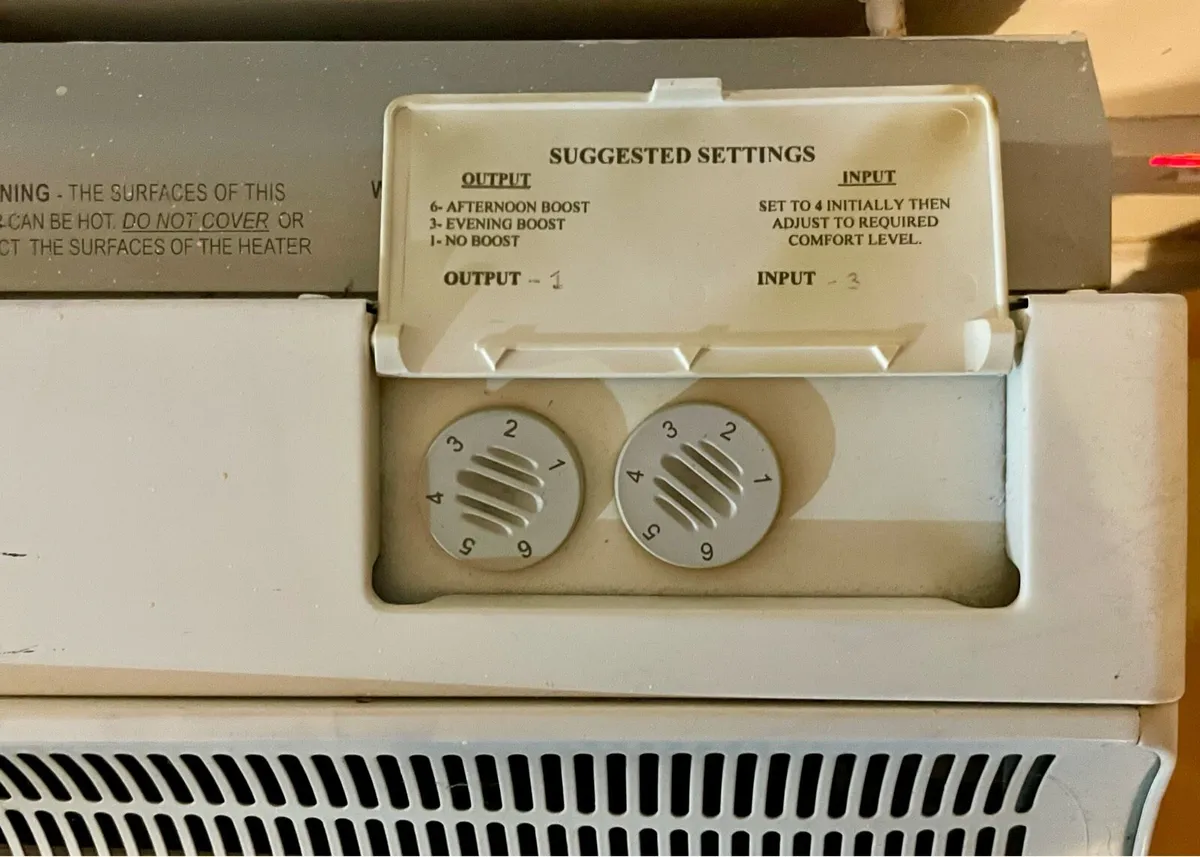 NING - THE SURFACES OF THIS
CAN BE HOT. DO NOT COVER OR
CT THE SURFACES OF THE HEATER
W
SUGGESTED SETTINGS
OUTPUT
6- AFTERNOON BOOST
3- EVENING BOOST
1- NO BOOST
OUTPUT - 1
INPUT
SET TO 4 INITIALLY THEN
ADJUST TO REQUIRED
COMFORT LEVEL.
INPUT - 3
1 2 3 4 5 6
1 2 3 4 5 6